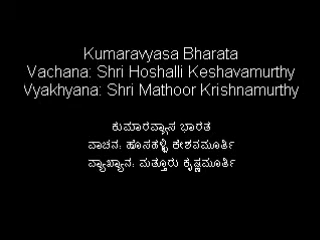 Kumaravyasa Bharata
Vachana: Shri Hoshalli Keshavamurthy
Vyakhyana: Shri Mathoor Krishnamurthy
ಕುಮಾರವ್ಯಾಸ ಭಾರತ
ವಾಚನ: ಹೊಸಹಳ್ಳಿ ಕೇಶವಮೂರ್ತಿ
ವ್ಯಾಖ್ಯಾನ: ಮತ್ತೂರು ಕೃಷ್ಣಮೂರ್ತಿ